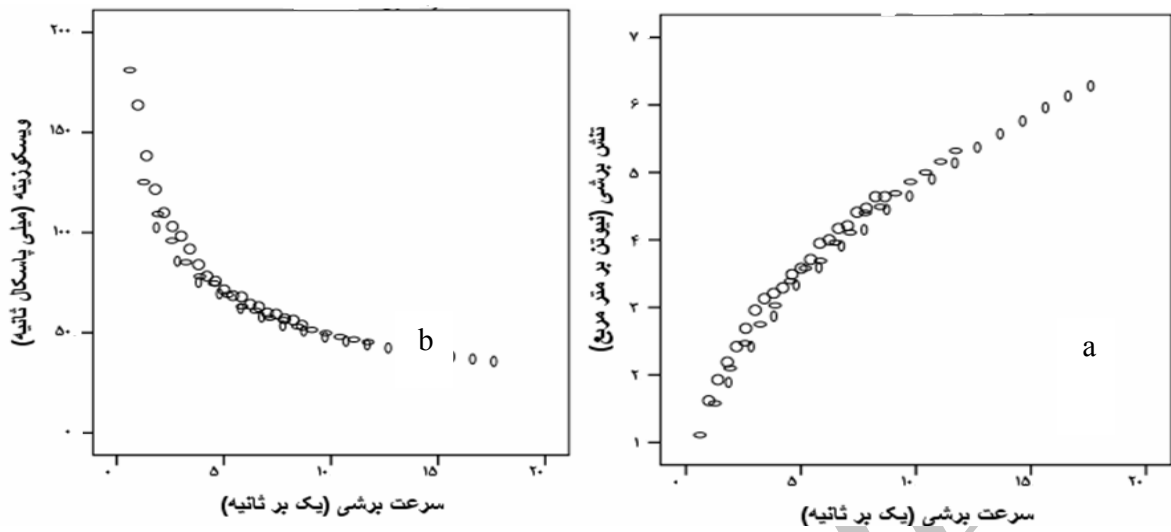 ویسکوزیته (میلی پاسکال ثانیه)
۲۰۰
۱۵۰
۱۰۰
۵۰
۰
b
۰ ۵ ۱۰ ۱۵ ۲۰
سرعت برشی (یک بر ثانیه)
تنش برشی (نیوتن بر متر مربع)
۷
۶
۵
۴
۳
۲
۱
a
۰ ۵ ۱۰ ۱۵ ۲۰
سرعت برشی (یک بر ثانیه)